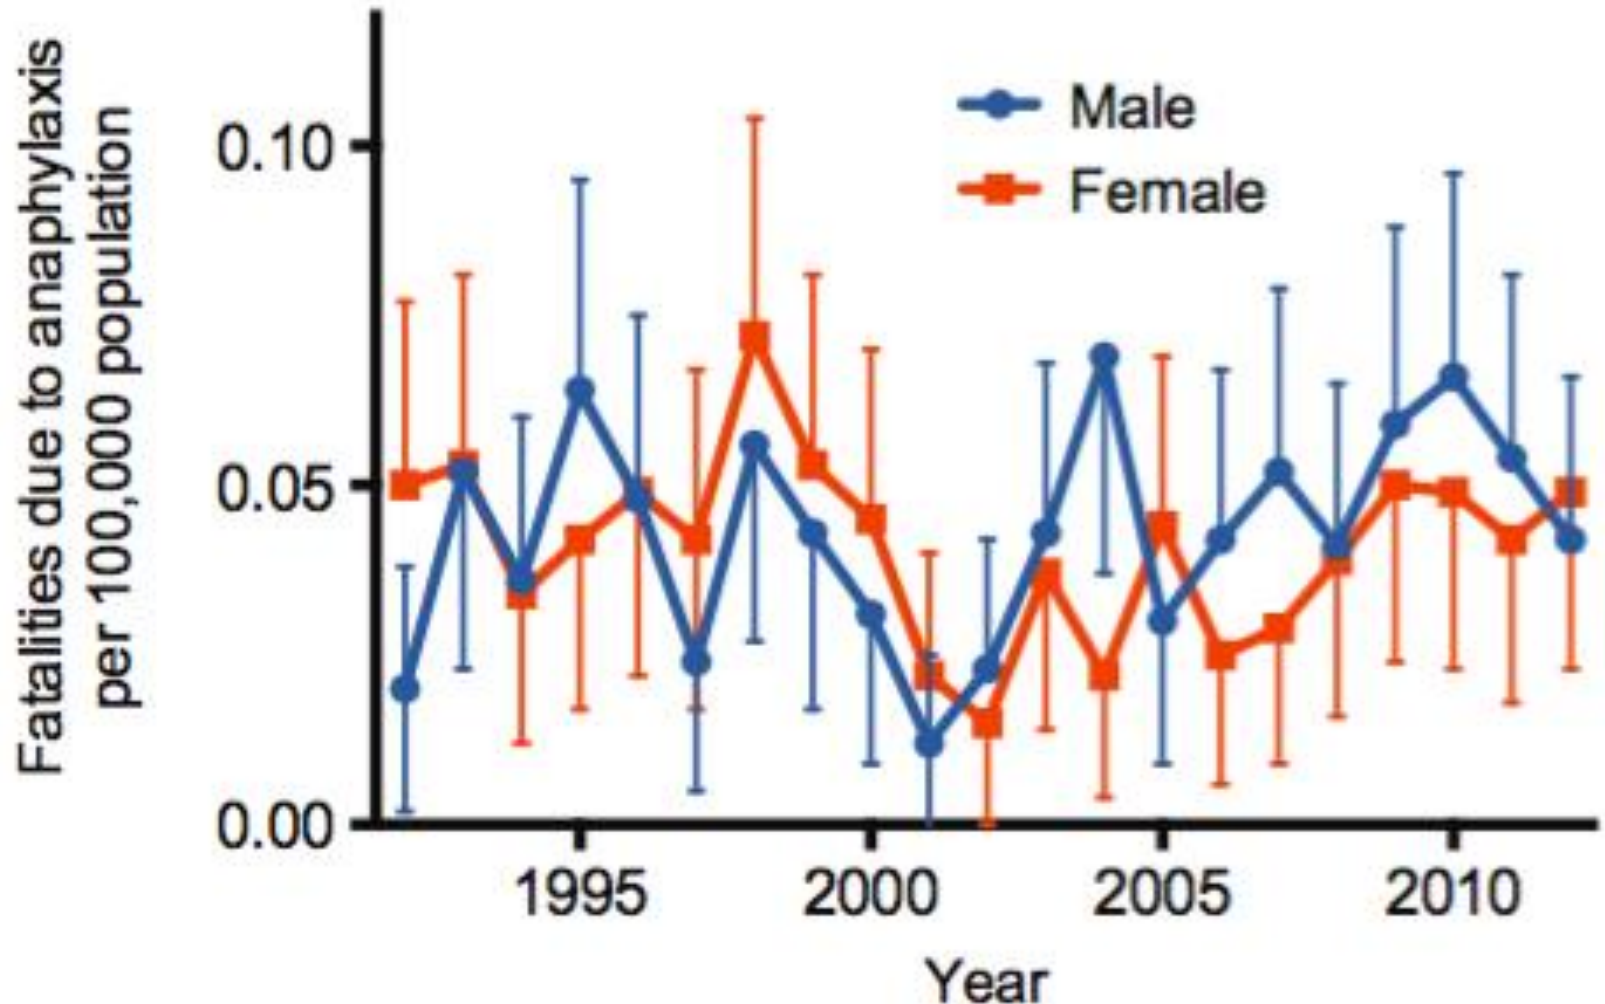 Fatalities due to anaphylaxis
per 100,000 population
0.10
0.05
0.00
Male
Female
1995
2000
2005
2010
Year